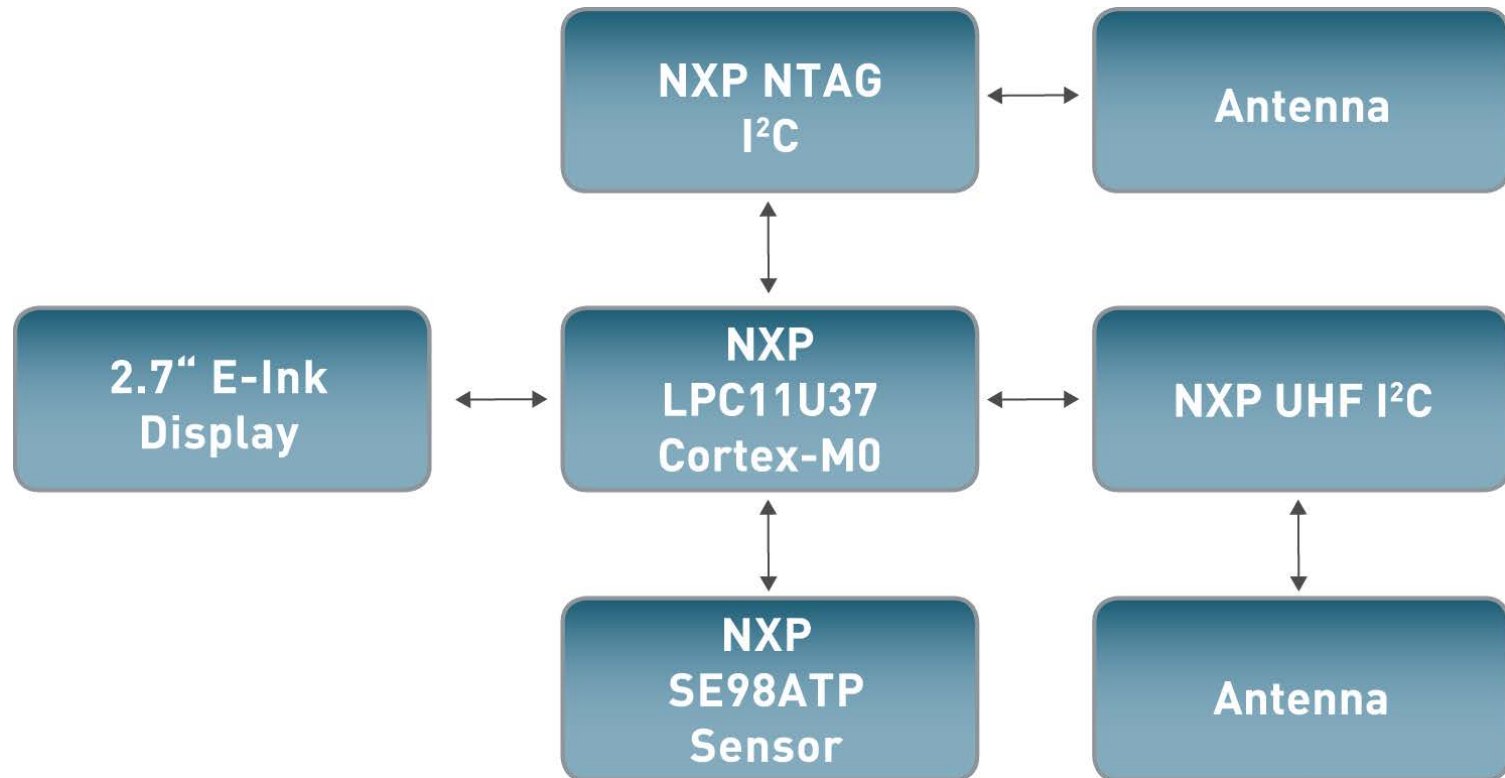 NXP NTAG
I²C
Antenna
2.7“ E-Ink
Display
NXP
LPC11U37
Cortex-M0
NXP UHF I²C
NXP
SE98ATP
Sensor
Antenna